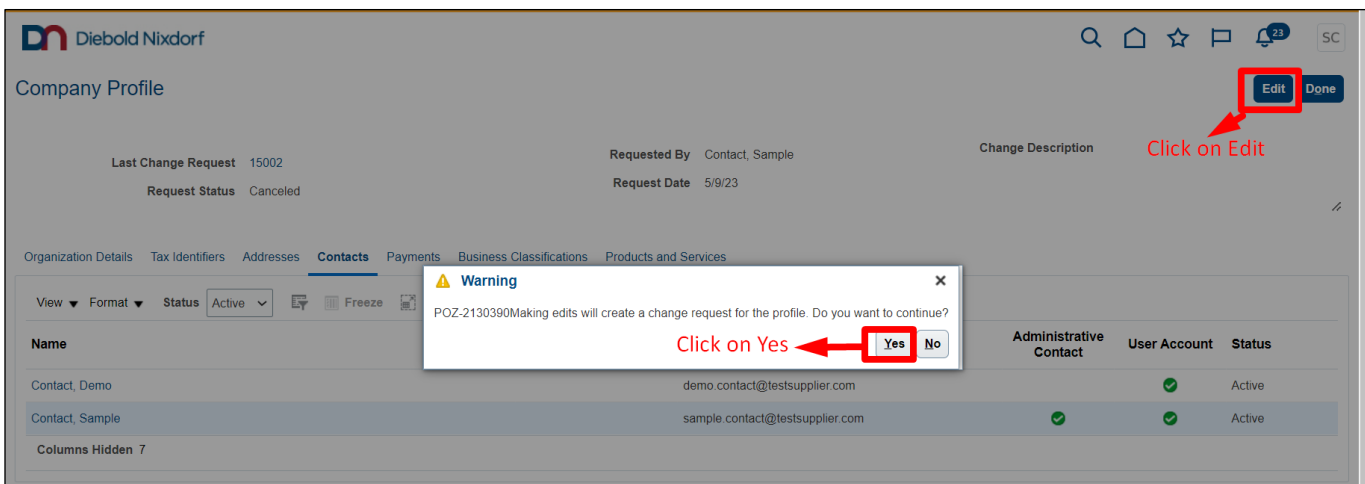 DN Diebold Nixdorf
23
SC
Company Profile
Edit
Done
Click on Edit
Last Change Request 15002
Requested By Contact, Sample
Change Description
Request Status Canceled
Request Date 5/9/23
Organization Details Tax Identifiers Addresses Contacts Payments Business Classifications Products and Services
Warning
View Format Status Active Freeze
POZ-2130390Making edits will create a change request for the profile. Do you want to continue?
Click on Yes
Yes
No
Name
Administrative
Contact
User Account Status
Contact, Demo demo.contact@testsupplier.com Active
Contact, Sample sample.contact@testsupplier.com Active
Columns Hidden 7